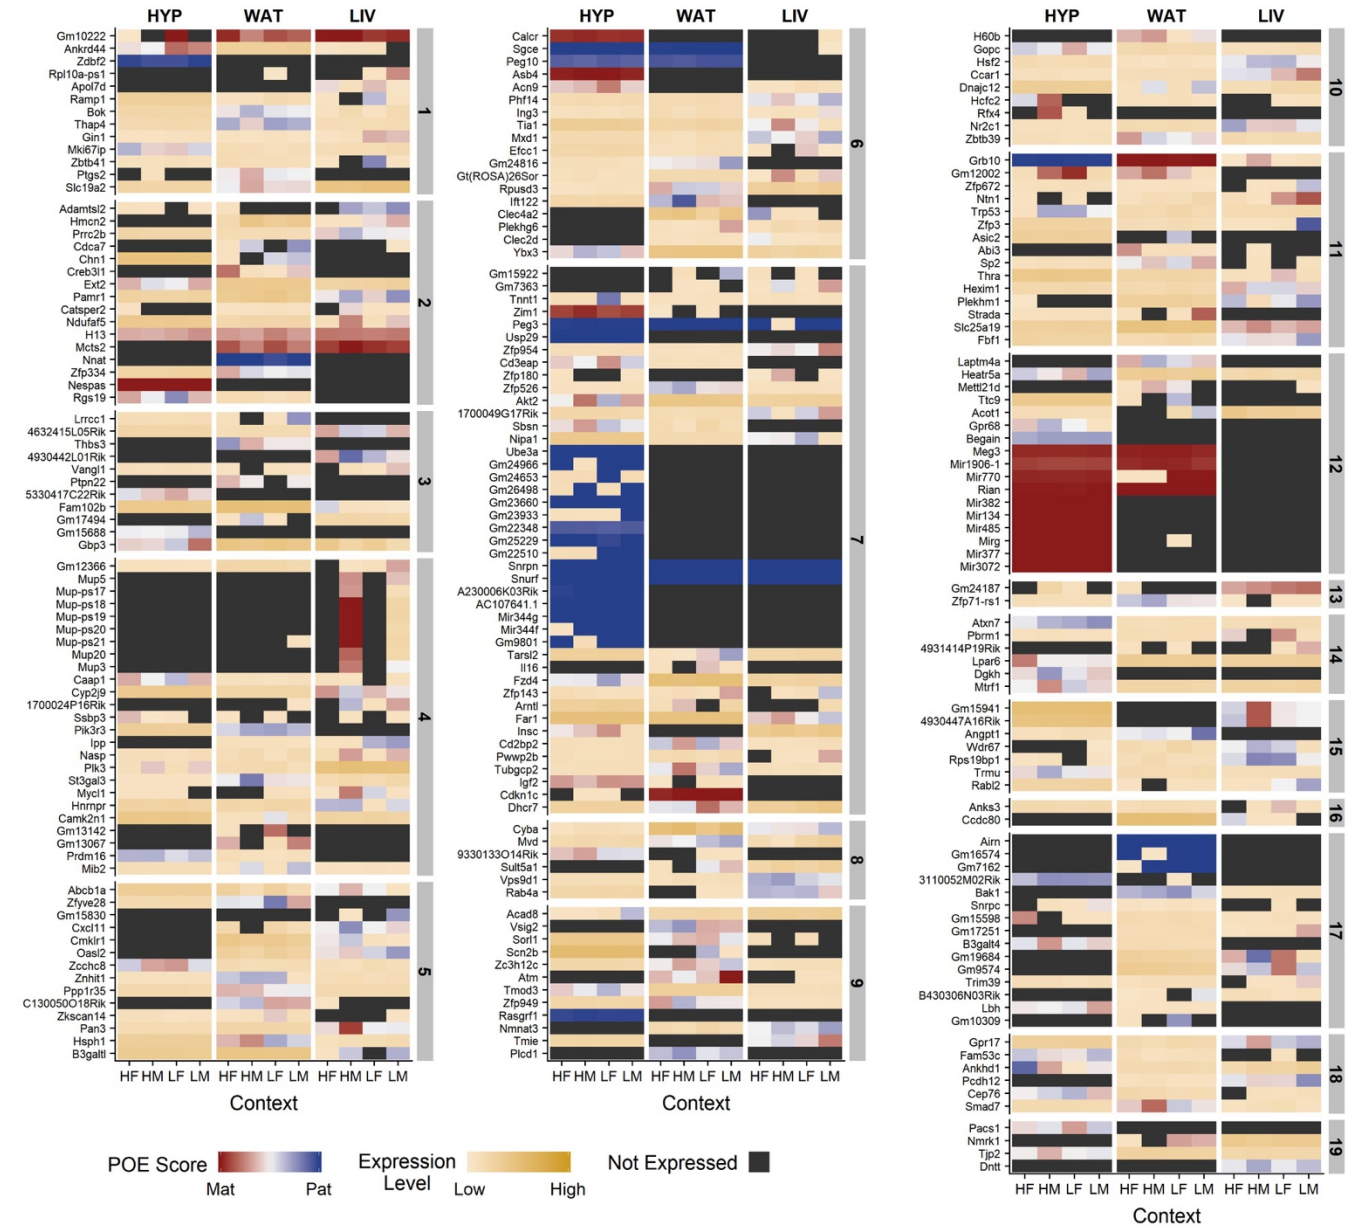 HYP WAT LIV
Gm10222
Ankrd44
Zdbf2
Rpl10a-ps1
Apol7d
Ramp1
Bok
Thap4
Gin1
Mki67ip
Zbtb41
Ptgs2
Slc19a2
1
Adamtsl2
Hmcn2
Prrc2b
Cdca7
Chn1
Creb3l1
Ext2
Pamr1
Catsper2
Ndufaf5
H13
Mcts2
Nnat
Zfp334
Nespas
Rgs19
2
Lrrcc1
4632415L05Rik
Thbs3
4930442L01Rik
Vangl1
Ptpn22
5330417C22Rik
Fam102b
Gm17494
Gm15688
Gbp3
3
Gm12366
Mup5
Mup-ps17
Mup-ps18
Mup-ps19
Mup-ps20
Mup-ps21
Mup20
Mup3
Caap1
Cyp2j9
1700024P16Rik
Ssbp3
Pik3r3
Ipp
Nasp
Plk3
St3gal3
Mycl1
Hnrnpr
Camk2n1
Gm13142
Gm13067
Prdm16
Mib2
4
Abcb1a
Zfyve28
Gm15830
Cxcl11
Cmklr1
Oasl2
Zcchc8
Znhit1
Ppp1r35
C130050O18Rik
Zkscan14
Pan3
Hsph1
B3galtl
5
HF HM LF LM HF HM LF LM HF HM LF LM
Context
HYP WAT LIV
Calcr
Sgce
Peg10
Asb4
Acn9
Phf14
Ing3
Tia1
Mxd1
Efcc1
Gm24816
Gt(ROSA)26Sor
Rpusd3
Ift122
Clec4a2
Plekhg6
Clec2d
Ybx3
6
Gm15922
Gm7363
Tnnt1
Zim1
Peg3
Usp29
Zfp954
Cd3eap
Zfp180
Zfp526
Akt2
1700049G17Rik
Sbsn
Nipa1
Ube3a
Gm24966
Gm24653
Gm26498
Gm23660
Gm23933
Gm22348
Gm25229
Gm22510
Snrpn
Snurf
A230006K03Rik
AC107641.1
Mir344g
Mir344f
Gm9801
Tarsl2
Il16
Fzd4
Zfp143
Arntl
Far1
Insc
Cd2bp2
Pwwp2b
Tubgcp2
Igf2
Cdkn1c
Dhcr7
7
Cyba
Mvd
9330133O14Rik
Sult5a1
Vps9d1
Rab4a
8
Acad8
Vsig2
Sorl1
Scn2b
Zc3h12c
Atm
Tmod3
Zfp949
Rasgrf1
Nmnat3
Tmie
Plcd1
9
HF HM LF LM HF HM LF LM HF HM LF LM
Context
HYP WAT LIV
H60b
Gopc
Hsf2
Ccar1
Dnajc12
Hcfc2
Rfx4
Nr2c1
Zbtb39
10
Grb10
Gm12002
Zfp672
Ntn1
Trp53
Zfp3
Asic2
Abi3
Sp2
Thra
Hexim1
Plekhm1
Strada
Slc25a19
Fbf1
11
Laptm4a
Heatr5a
Mettl21d
Ttc9
Acot1
Gpr68
Begain
Meg3
Mir1906-1
Mir770
Rian
Mir382
Mir134
Mir485
Mirg
Mir377
Mir3072
12
Gm24187
Zfp71-rs1
13
Atxn7
Pbrm1
4931414P19Rik
Lpar6
Dgkh
Mtrf1
14
Gm15941
4930447A16Rik
Angpt1
Wdr67
Rps19bp1
Trmu
Rabl2
15
Anks3
Ccdc80
16
Airn
Gm16574
Gm7162
3110052M02Rik
Bak1
Snrpc
Gm15598
Gm17251
B3galt4
Gm19684
Gm9574
Trim39
B430306N03Rik
Lbh
Gm10309
17
Gpr17
Fam53c
Ankhd1
Pcdh12
Cep76
Smad7
18
Pacs1
Nmrk1
Tjp2
Dntt
19
HF HM LF LM HF HM LF LM HF HM LF LM
Context
POE Score
Mat Pat
Expression
Level
Low High
Not Expressed